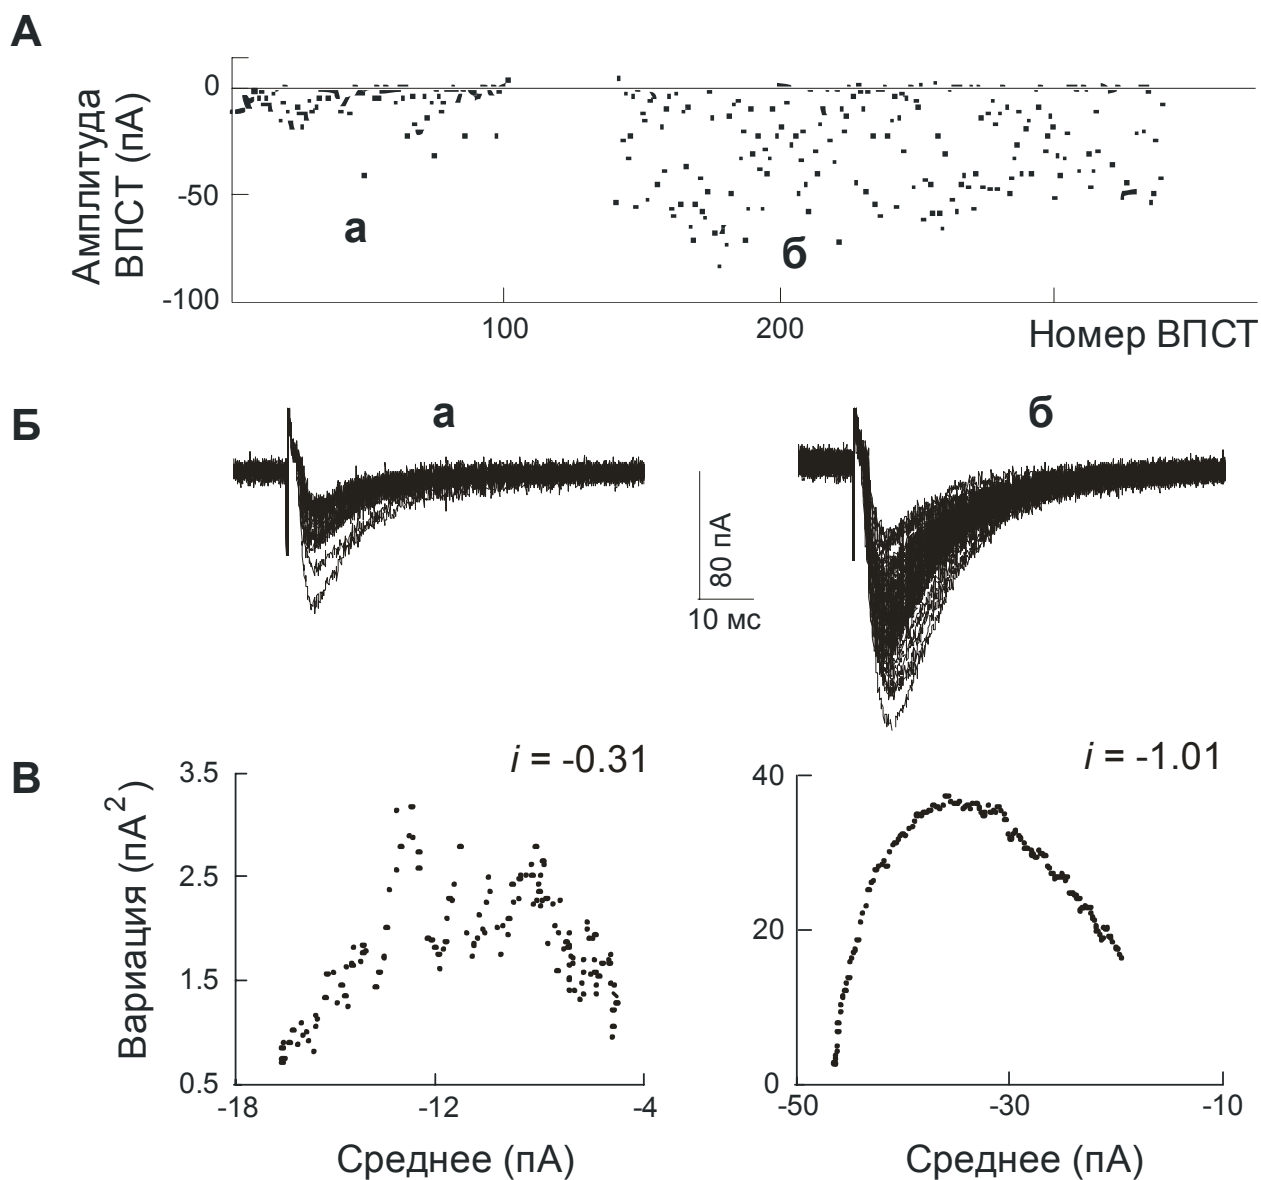 А
Амплитуда
ВПСТ (пА)
0
-50
-100
а
б
100
200
Номер ВПСТ
Б
а
б
80 пА
10 мс
В
i = -0.31
i = -1.01
Вариация (пА²)
3.5
2.5
1.5
0.5
-18
-12
-4
Среднее (пА)
40
20
0
-50
-30
-10
Среднее (пА)